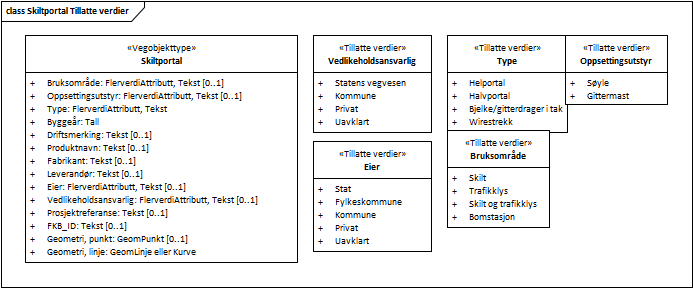 class Skiltportal Tillatte verdier
«Vegobjekttype»
Skiltportal
+ Bruksområde: FlerverdiAttributt, Tekst [0..1]
+ Oppsettingsutstyr: FlerverdiAttributt, Tekst [0..1]
+ Type: FlerverdiAttributt, Tekst
+ Byggeår: Tall
+ Driftsmerking: Tekst [0..1]
+ Produktnavn: Tekst [0..1]
+ Fabrikant: Tekst [0..1]
+ Leverandør: Tekst [0..1]
+ Eier: FlerverdiAttributt, Tekst [0..1]
+ Vedlikeholdsansvarlig: FlerverdiAttributt, Tekst [0..1]
+ Prosjektreferanse: Tekst [0..1]
+ FKB_ID: Tekst [0..1]
+ Geometri, punkt: GeomPunkt [0..1]
+ Geometri, linje: GeomLinje eller Kurve
«Tillatte verdier»
Vedlikeholdsansvarlig
+ Statens vegvesen
+ Kommune
+ Privat
+ Uavklart
«Tillatte verdier»
Eier
+ Stat
+ Fylkeskommune
+ Kommune
+ Privat
+ Uavklart
«Tillatte verdier»
Type
+ Helportal
+ Halvportal
+ Bjelke/gitterdrager i tak
+ Wirestrekk
«Tillatte verdier»
Bruksområde
+ Skilt
+ Trafikklys
+ Skilt og trafikklys
+ Bomstasjon
«Tillatte verdier»
Oppsettingsutstyr
+ Søyle
+ Gittermast